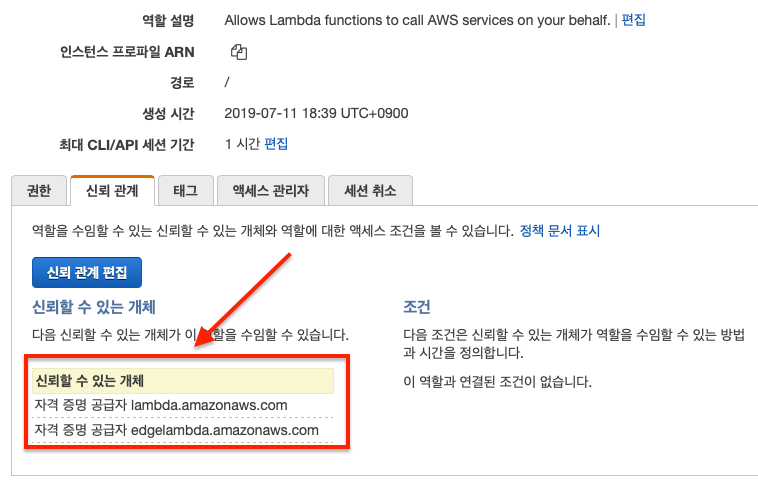 역할 설명 Allows Lambda functions to call AWS services on your behalf. | 편집
인스턴스 프로파일 ARN
경로 /
생성 시간 2019-07-11 18:39 UTC+0900
최대 CLI/API 세션 기간 1 시간 편집
권한 신뢰 관계 태그 액세스 관리자 세션 취소
역할을 수임할 수 있는 신뢰할 수 있는 개체와 역할에 대한 액세스 조건을 볼 수 있습니다. 정책 문서 표시
신뢰 관계 편집
신뢰할 수 있는 개체
다음 신뢰할 수 있는 개체가 이 역할을 수임할 수 있습니다.
신뢰할 수 있는 개체
자격 증명 공급자 lambda.amazonaws.com
자격 증명 공급자 edgelambda.amazonaws.com
조건
다음 조건은 신뢰할 수 있는 개체가 역할을 수임할 수 있는 방법
과 시간을 정의합니다.
이 역할과 연결된 조건이 없습니다.